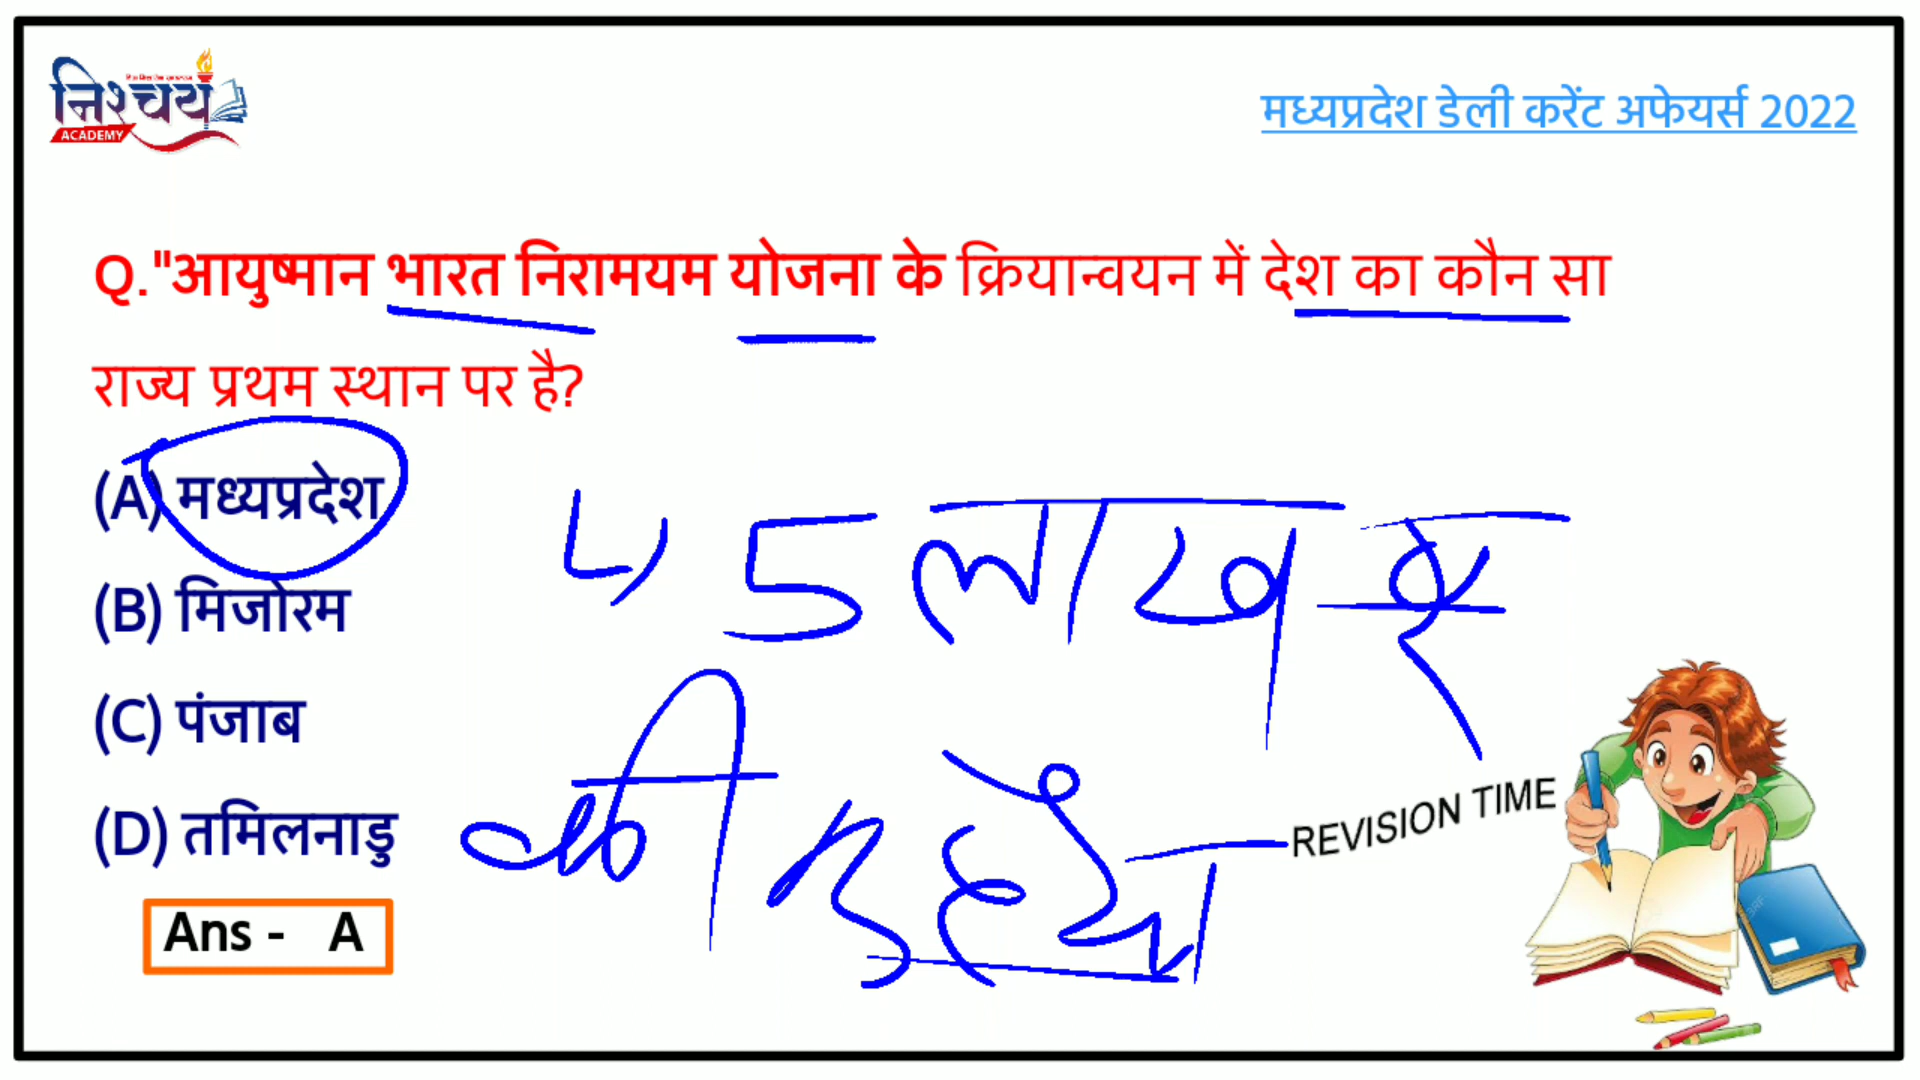 निश्चय
ACADEMY
मध्यप्रदेश डेली करेंट अफेयर्स 2022
Q."आयुष्मान भारत निरामयम योजना के क्रियान्वयन में देश का कौन सा
राज्य प्रथम स्थान पर है?
(A) मध्यप्रदेश
5 लाख रु
(B) मिजोरम
(C) पंजाब
की
REVISION TIME
(D) तमिलनाडु
Ans - A